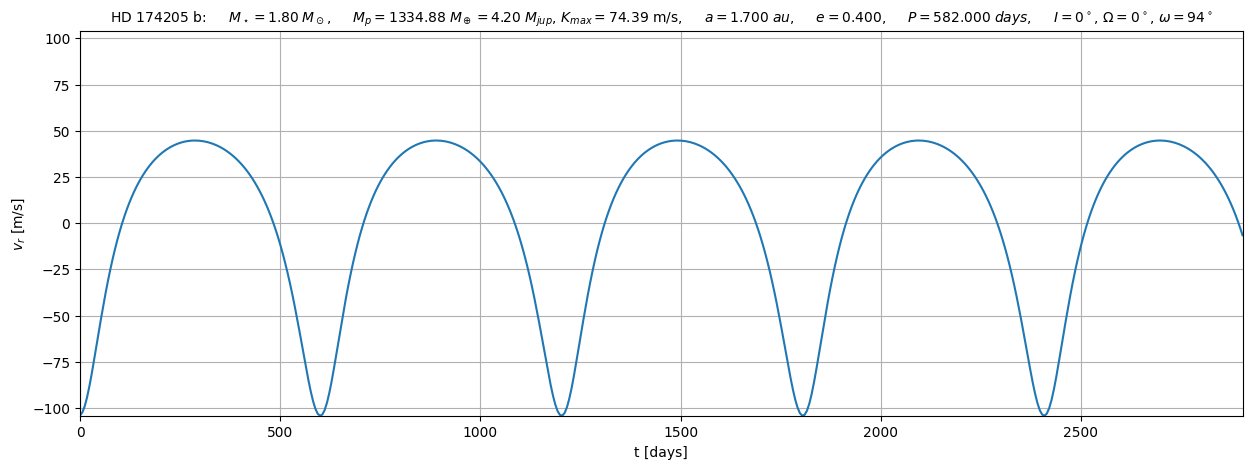 HD 174205 b: M⋆ = 1.80 M⊙, Mp = 1334.88 M⊕ = 4.20 Mjup, Kmax = 74.39 m/s, a = 1.700 au, e = 0.400, P = 582.000 days, I = 0°, Ω = 0°, ω = 94°
100
75
50
25
0
−25
−50
−75
−100
vr [m/s]
0 500 1000 1500 2000 2500
t [days]